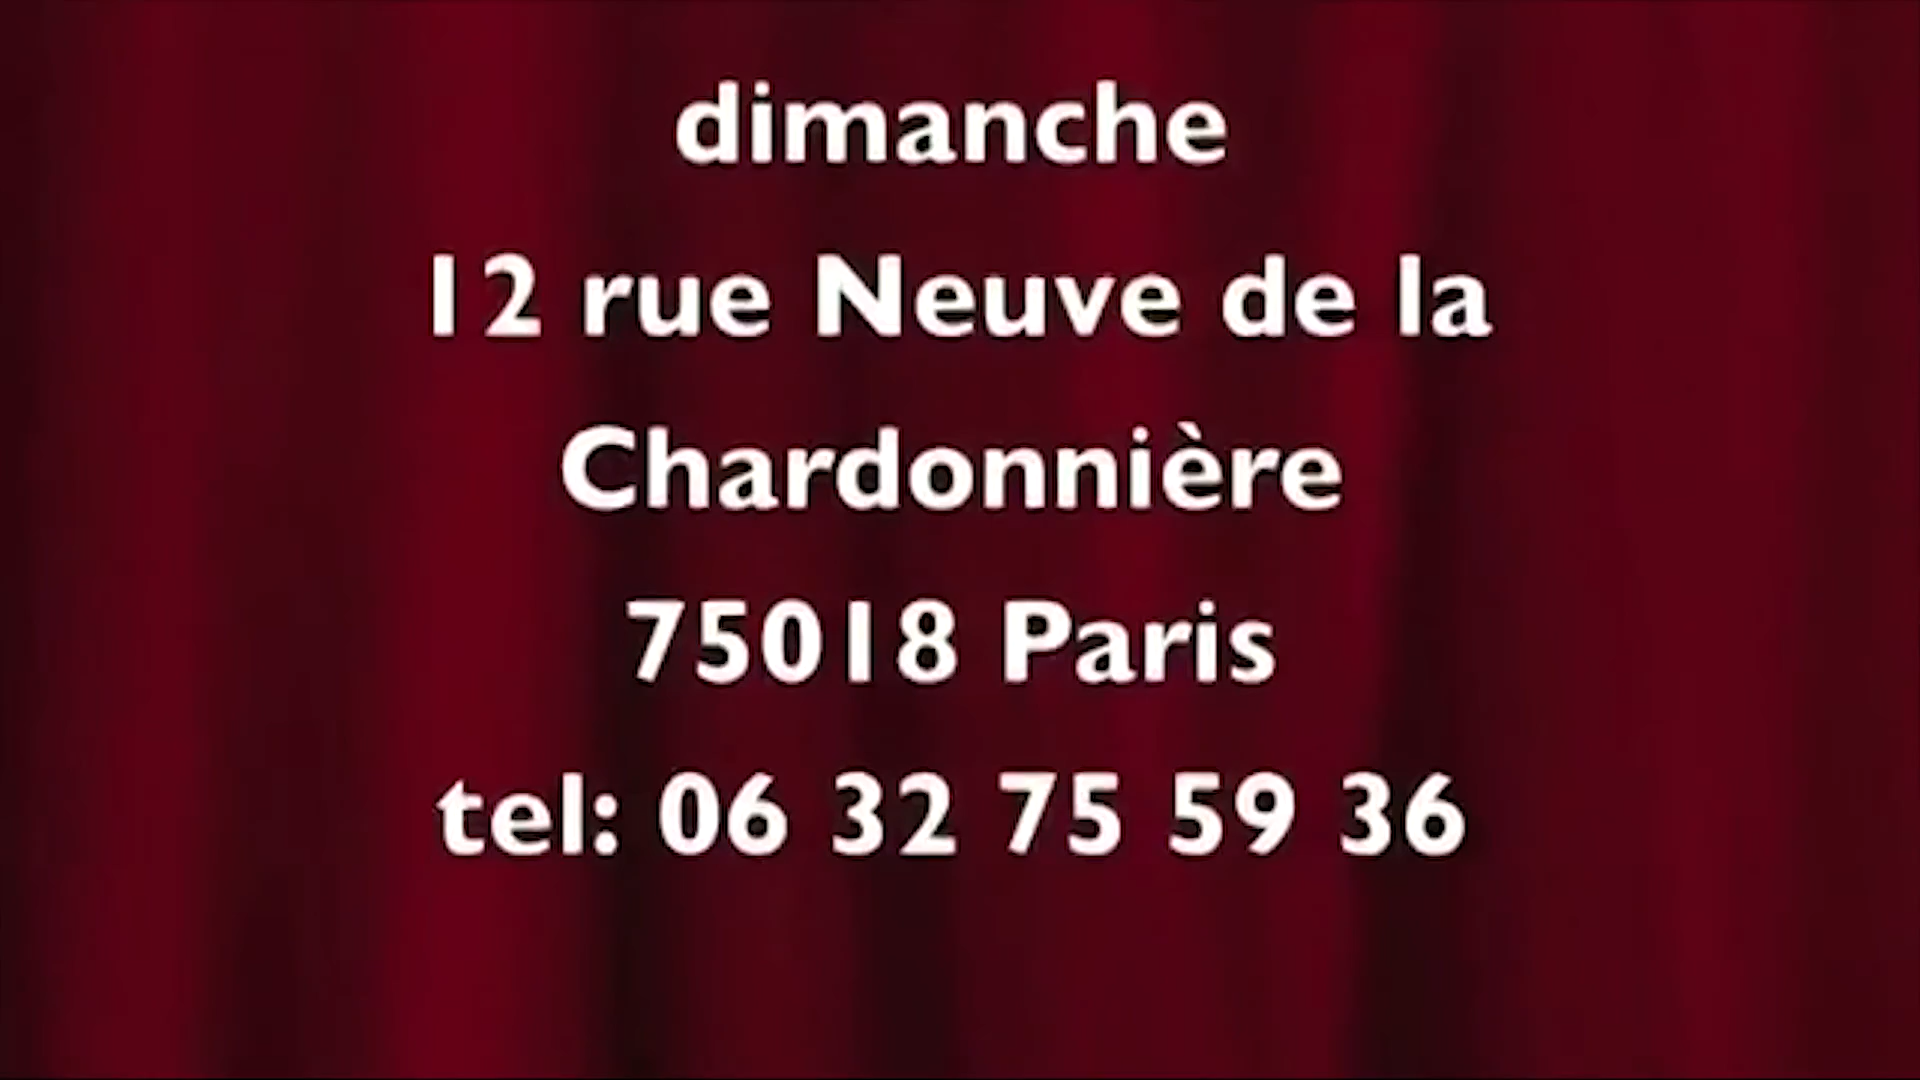 dimanche
12 rue Neuve de la
Chardonnière
75018 Paris
tel: 06 32 75 59 36